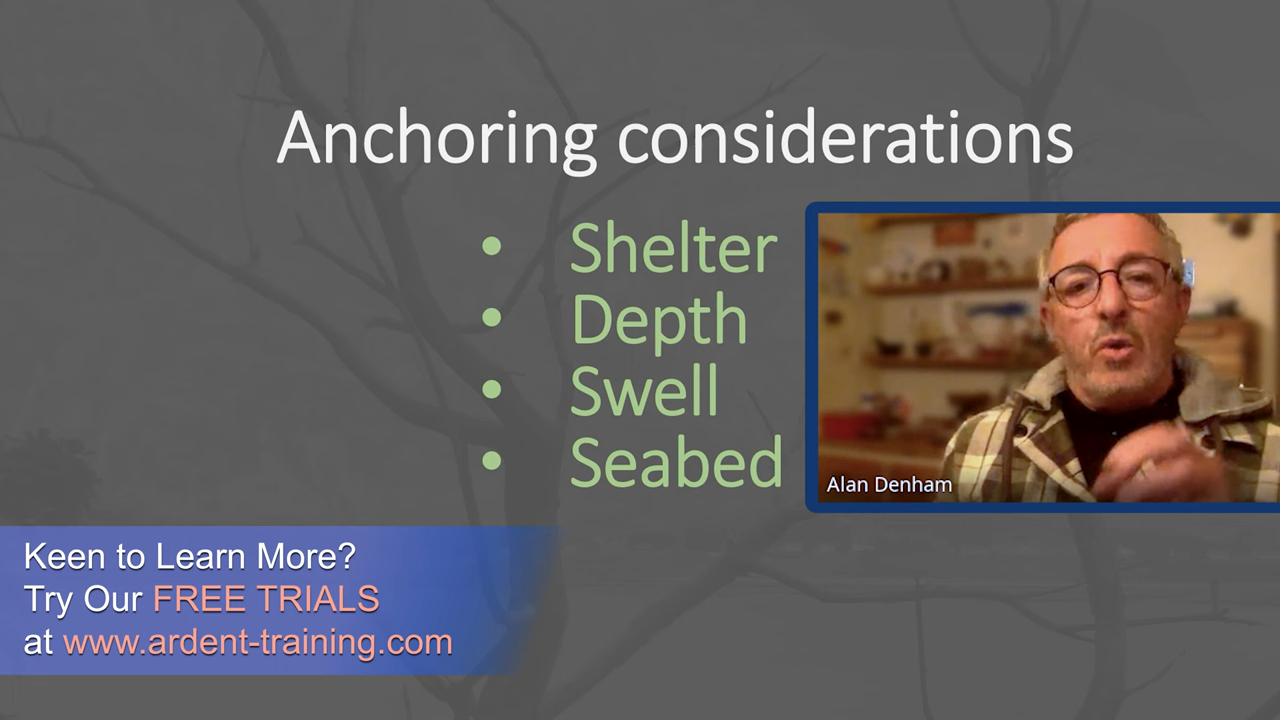 Anchoring considerations
• Shelter
• Depth
• Swell
• Seabed
Alan Denham
Keen to Learn More?
Try Our FREE TRIALS
at www.ardent-training.com